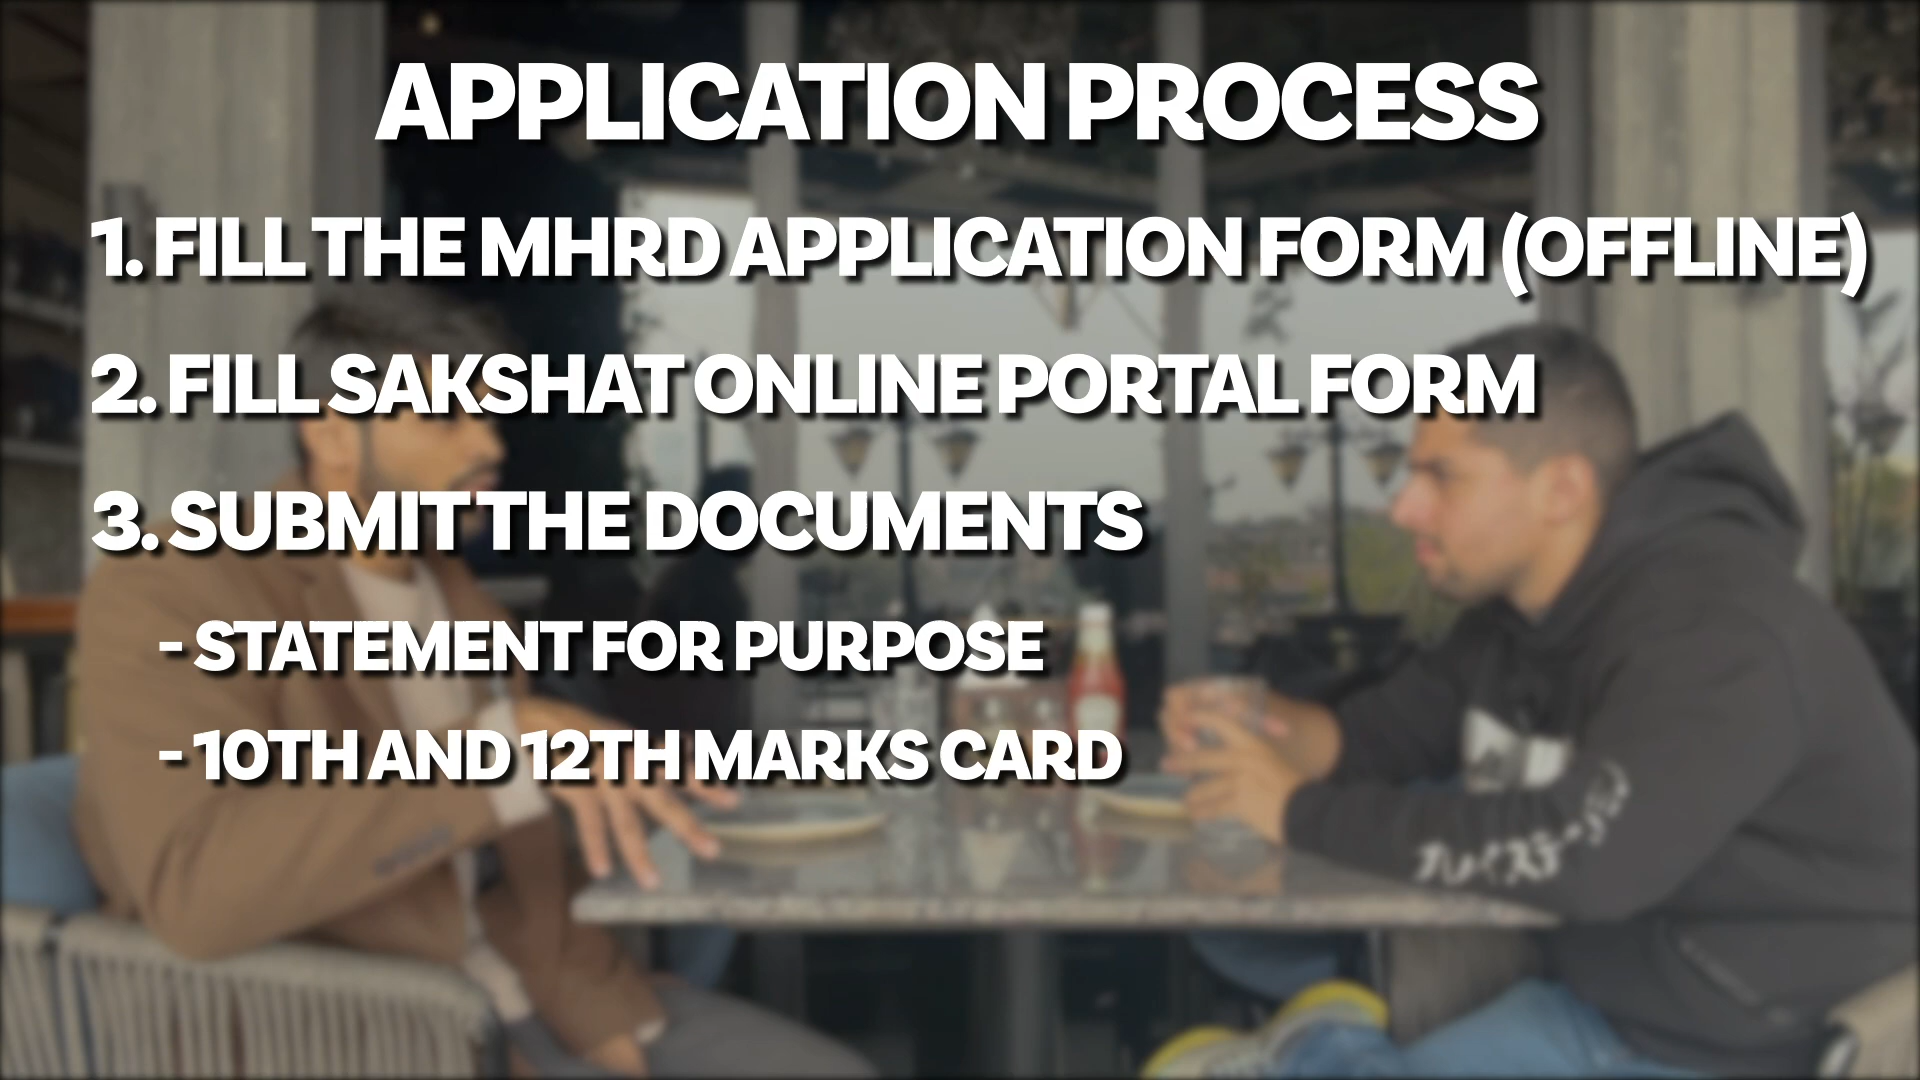 APPLICATION PROCESS
1. FILL THE MHRD APPLICATION FORM (OFFLINE)
2. FILL SAKSHAT ONLINE PORTAL FORM
3. SUBMIT THE DOCUMENTS
- STATEMENT FOR PURPOSE
- 10TH AND 12TH MARKS CARD